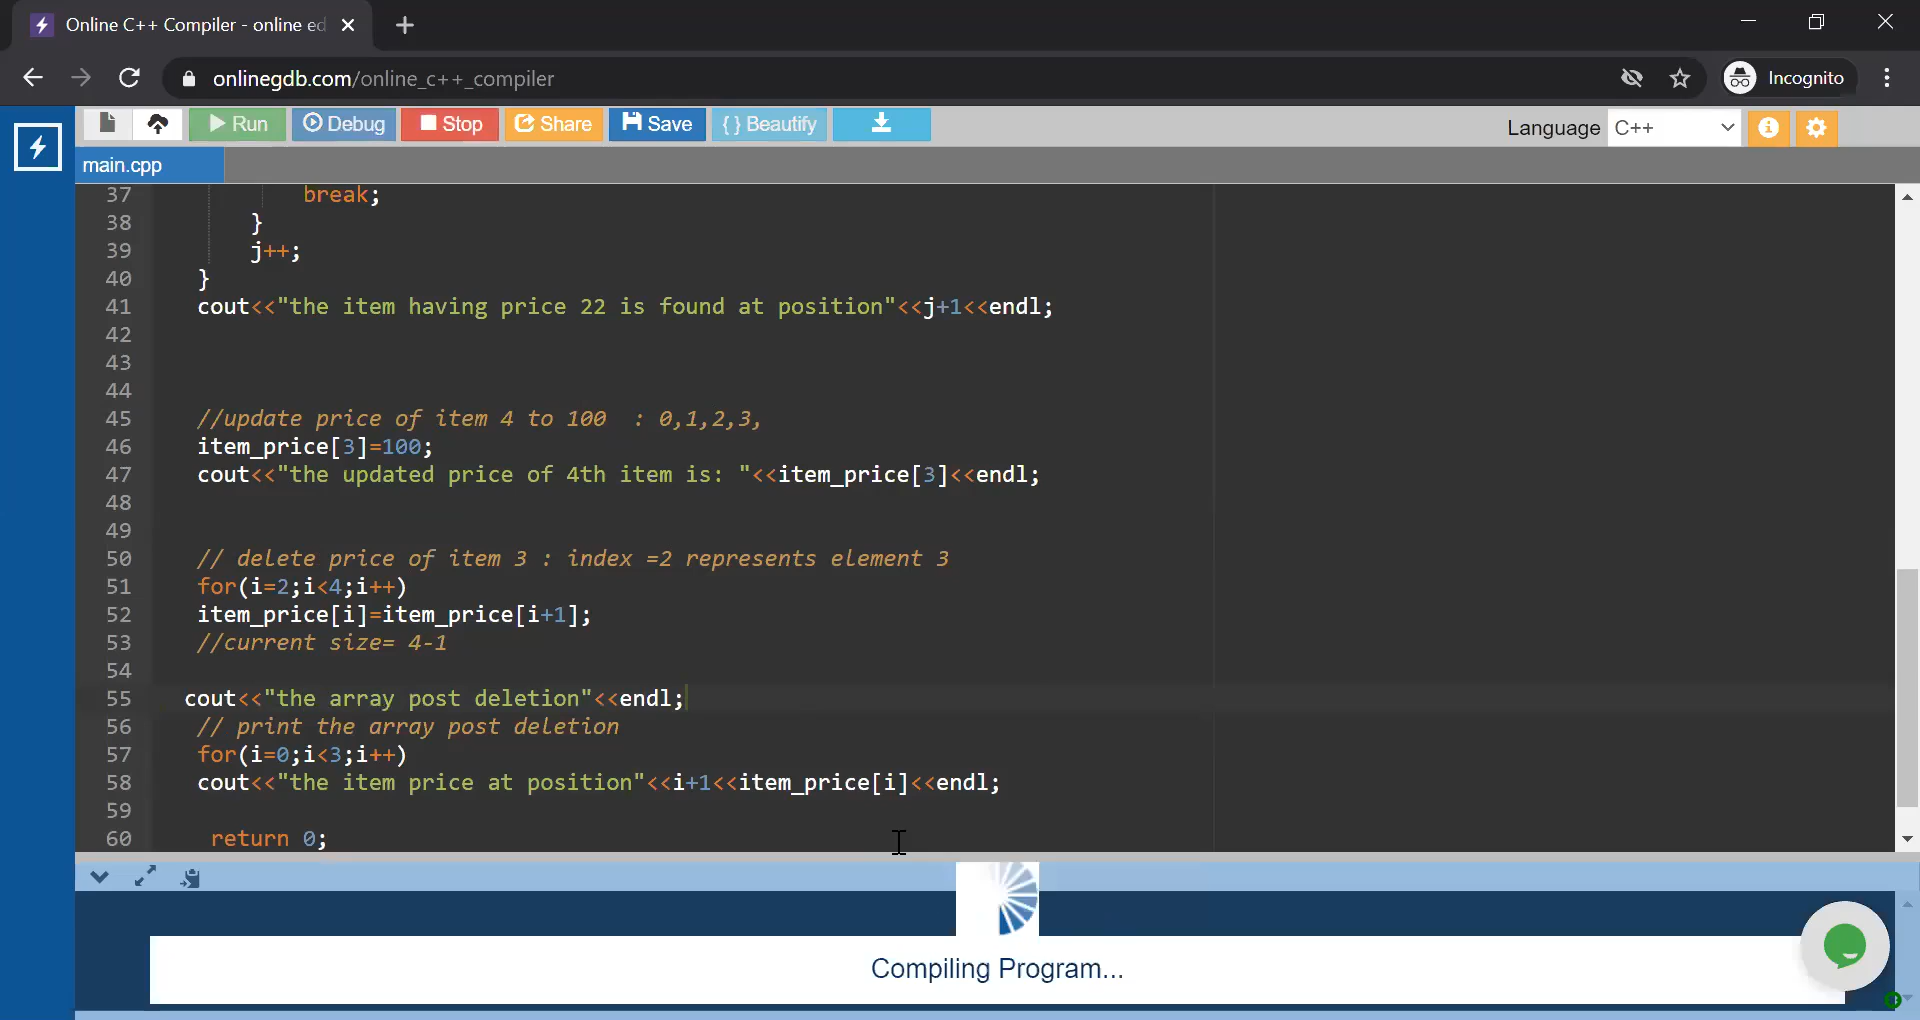 Online C++ Compiler - online ed
onlinegdb.com/online_c++_compiler
Incognito
Run Debug Stop Share Save { } Beautify Language C++
main.cpp
37 break;
38 }
39 j++;
40 }
41 cout<<"the item having price 22 is found at position"<<j+1<<endl;
42
43
44
45 //update price of item 4 to 100  : 0,1,2,3,
46 item_price[3]=100;
47 cout<<"the updated price of 4th item is: "<<item_price[3]<<endl;
48
49
50 // delete price of item 3 : index =2 represents element 3
51 for(i=2;i<4;i++)
52 item_price[i]=item_price[i+1];
53 //current size= 4-1
54
55 cout<<"the array post deletion"<<endl;
56 // print the array post deletion
57 for(i=0;i<3;i++)
58 cout<<"the item price at position"<<i+1<<item_price[i]<<endl;
59
60 return 0;
Compiling Program...